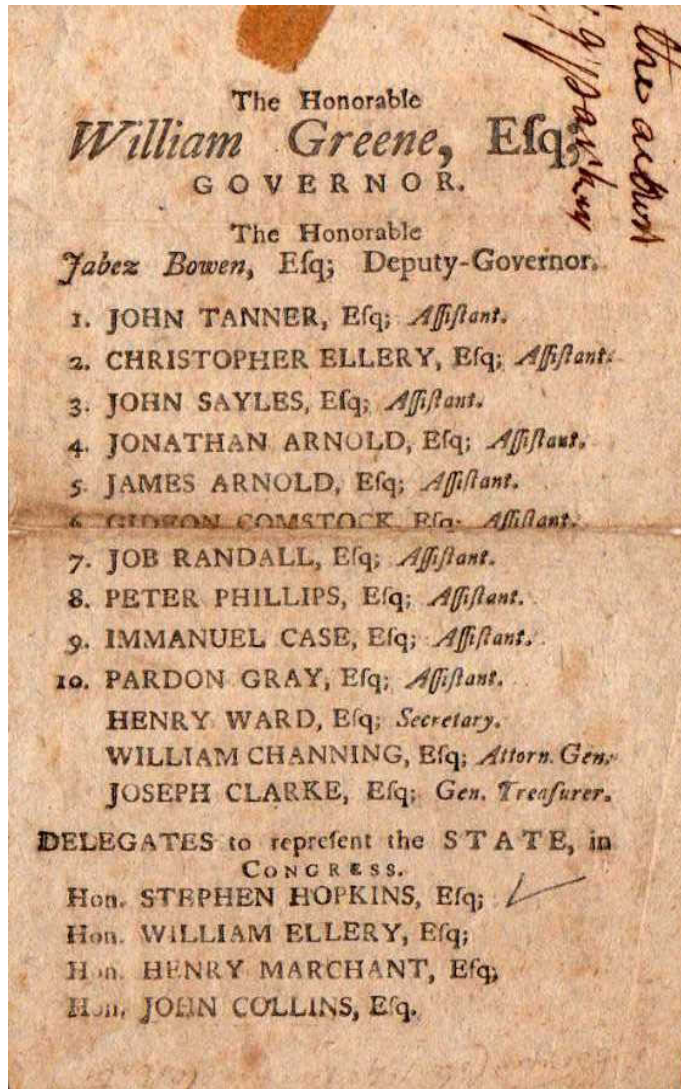 The Honorable
William Greene, Eſq;
GOVERNOR.
The Honorable
Jabez Bowen, Eſq; Deputy-Governor.
1. JOHN TANNER, Eſq; Aſſiſtant.
2. CHRISTOPHER ELLERY, Eſq; Aſſiſtant.
3. JOHN SAYLES, Eſq; Aſſiſtant.
4. JONATHAN ARNOLD, Eſq; Aſſiſtant.
5. JAMES ARNOLD, Eſq; Aſſiſtant.
6. GIDEON COMSTOCK, Eſq; Aſſiſtant.
7. JOB RANDALL, Eſq; Aſſiſtant.
8. PETER PHILLIPS, Eſq; Aſſiſtant.
9. IMMANUEL CASE, Eſq; Aſſiſtant.
10. PARDON GRAY, Eſq; Aſſiſtant.
HENRY WARD, Eſq; Secretary.
WILLIAM CHANNING, Eſq; Attorn. Gen.
JOSEPH CLARKE, Eſq; Gen. Treaſurer.
DELEGATES to repreſent the STATE, in
CONGRESS.
Hon. STEPHEN HOPKINS, Eſq;
Hon. WILLIAM ELLERY, Eſq;
Hon. HENRY MARCHANT, Eſq;
Hon. JOHN COLLINS, Eſq.
the